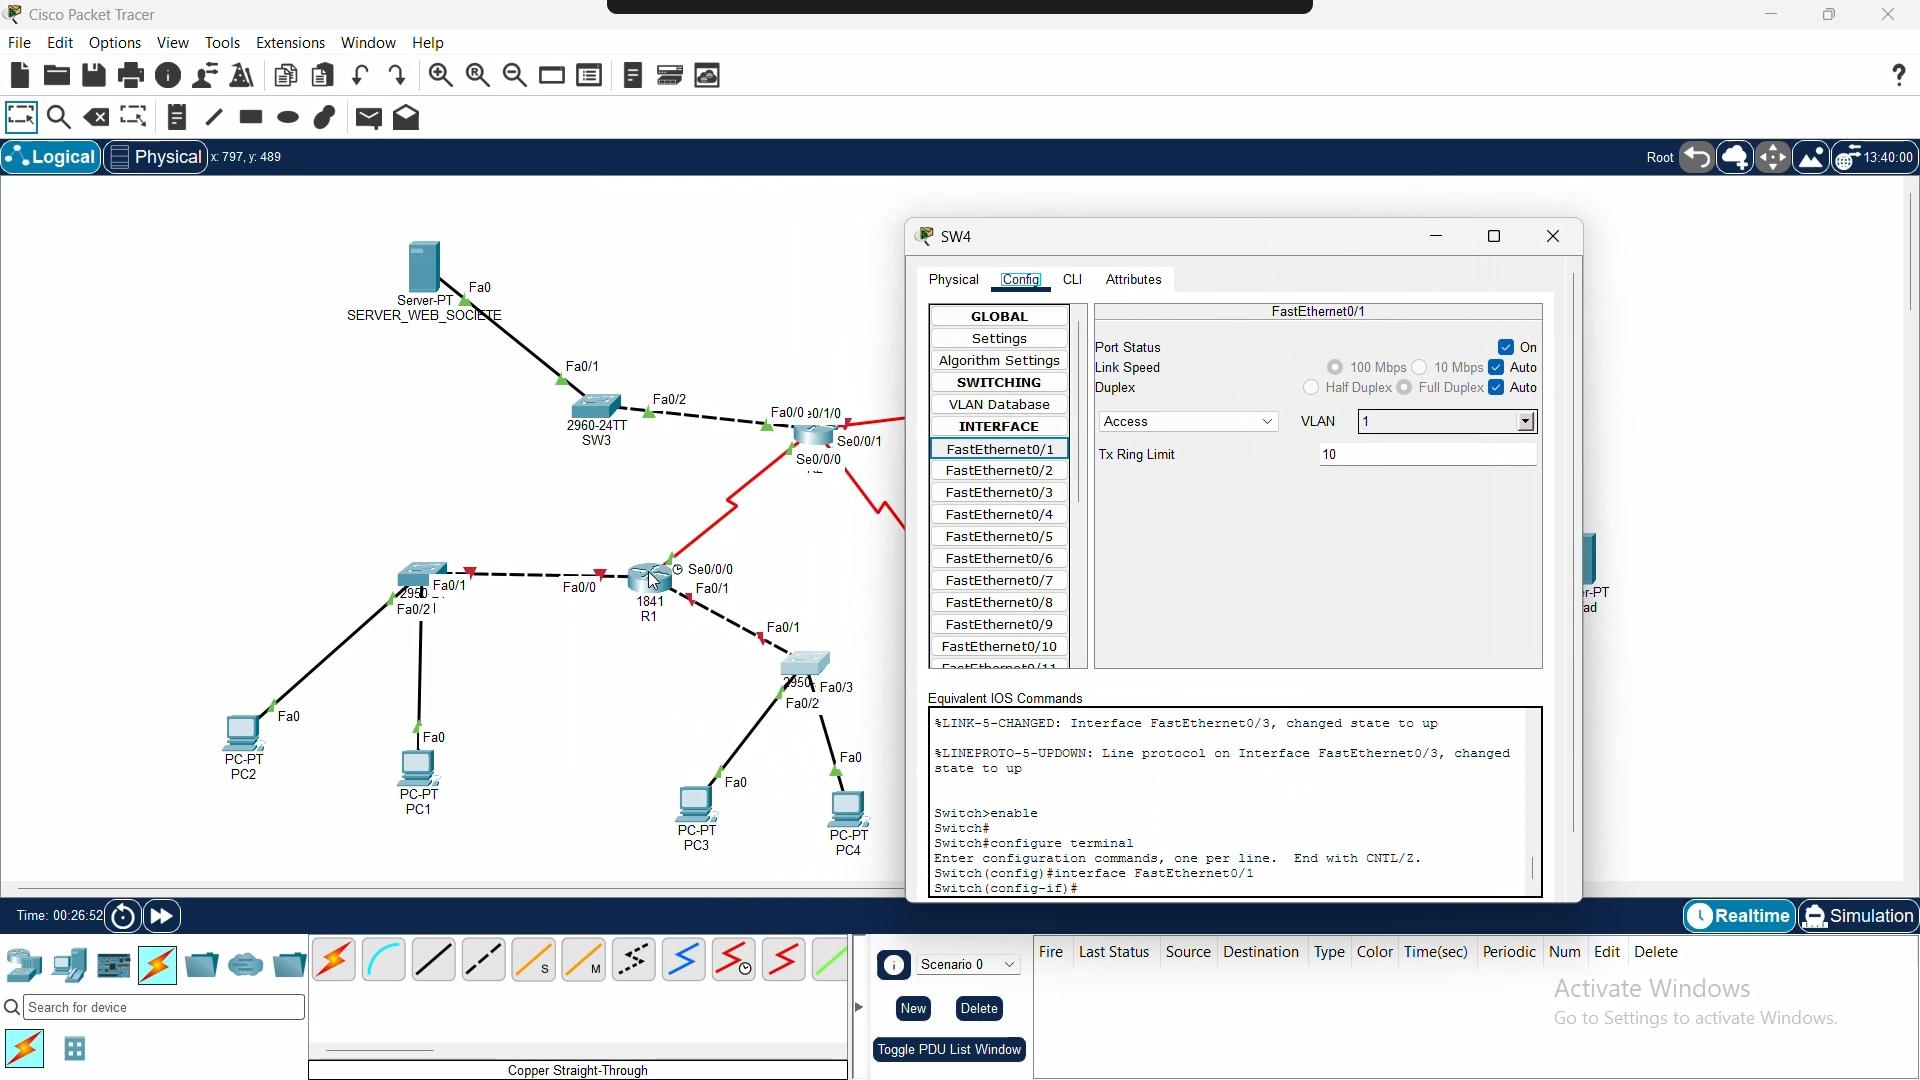 Cisco Packet Tracer
File Edit Options View Tools Extensions Window Help
Logical Physical x: 797, y: 489 Root 13:40:00
Fa0
Server-PT
SERVER_WEB_SOCIETE
Fa0/1
Fa0/2
2960-24TT
SW3
Fa0/0
Se0/0/1
Se0/0/0
Fa0/1
Fa0/2
Fa0/0
Se0/0/0
Fa0/1
1841
R1
Fa0/1
Fa0/3
Fa0/2
Fa0
PC-PT
PC2
Fa0
PC-PT
PC1
Fa0
PC-PT
PC3
Fa0
PC-PT
PC4
SW4
Physical Config CLI Attributes
GLOBAL
Settings
Algorithm Settings
SWITCHING
VLAN Database
INTERFACE
FastEthernet0/1
FastEthernet0/2
FastEthernet0/3
FastEthernet0/4
FastEthernet0/5
FastEthernet0/6
FastEthernet0/7
FastEthernet0/8
FastEthernet0/9
FastEthernet0/10
FastEthernet0/11
FastEthernet0/1
Port Status On
Link Speed 100 Mbps 10 Mbps Auto
Duplex Half Duplex Full Duplex Auto
Access VLAN 1
Tx Ring Limit 10
Equivalent IOS Commands
%LINK-5-CHANGED: Interface FastEthernet0/3, changed state to up
%LINEPROTO-5-UPDOWN: Line protocol on Interface FastEthernet0/3, changed
state to up
Switch>enable
Switch#
Switch#configure terminal
Enter configuration commands, one per line. End with CNTL/Z.
Switch(config)#interface FastEthernet0/1
Switch(config-if)#
Time: 00:26:52 Realtime Simulation
Search for device
S
M
Copper Straight-Through
Scenario 0
New Delete
Toggle PDU List Window
Fire Last Status Source Destination Type Color Time(sec) Periodic Num Edit Delete
Activate Windows
Go to Settings to activate Windows.